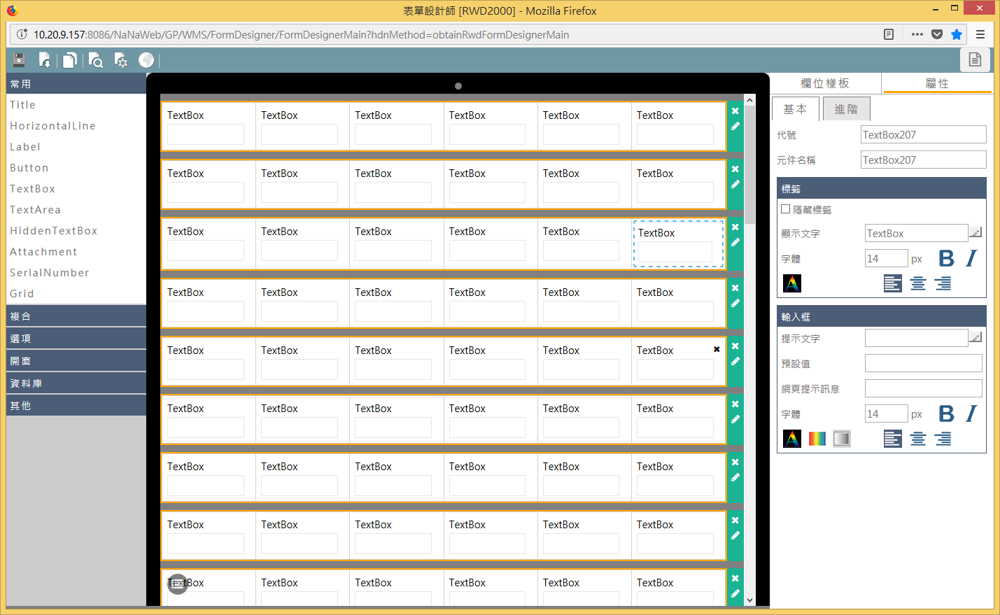 表單設計師 [RWD2000] - Mozilla Firefox
10.20.9.157:8086/NaNaWeb/GP/WMS/FormDesigner/FormDesignerMain?hdnMethod=obtainRwdFormDesignerMain
常用
Title
HorizontalLine
Label
Button
TextBox
TextArea
HiddenTextBox
Attachment
SerialNumber
Grid
複合
選項
開窗
資料庫
其他
TextBox TextBox TextBox TextBox TextBox TextBox
TextBox TextBox TextBox TextBox TextBox TextBox
TextBox TextBox TextBox TextBox TextBox TextBox
TextBox TextBox TextBox TextBox TextBox TextBox
TextBox TextBox TextBox TextBox TextBox TextBox
TextBox TextBox TextBox TextBox TextBox TextBox
TextBox TextBox TextBox TextBox TextBox TextBox
TextBox TextBox TextBox TextBox TextBox TextBox
TextBox TextBox TextBox TextBox TextBox TextBox
欄位樣板 屬性
基本 進階
代號 TextBox207
元件名稱 TextBox207
標籤
隱藏標籤
顯示文字 TextBox
字體 14 px B I
A
輸入框
提示文字
預設值
網頁提示訊息
字體 14 px B I
A